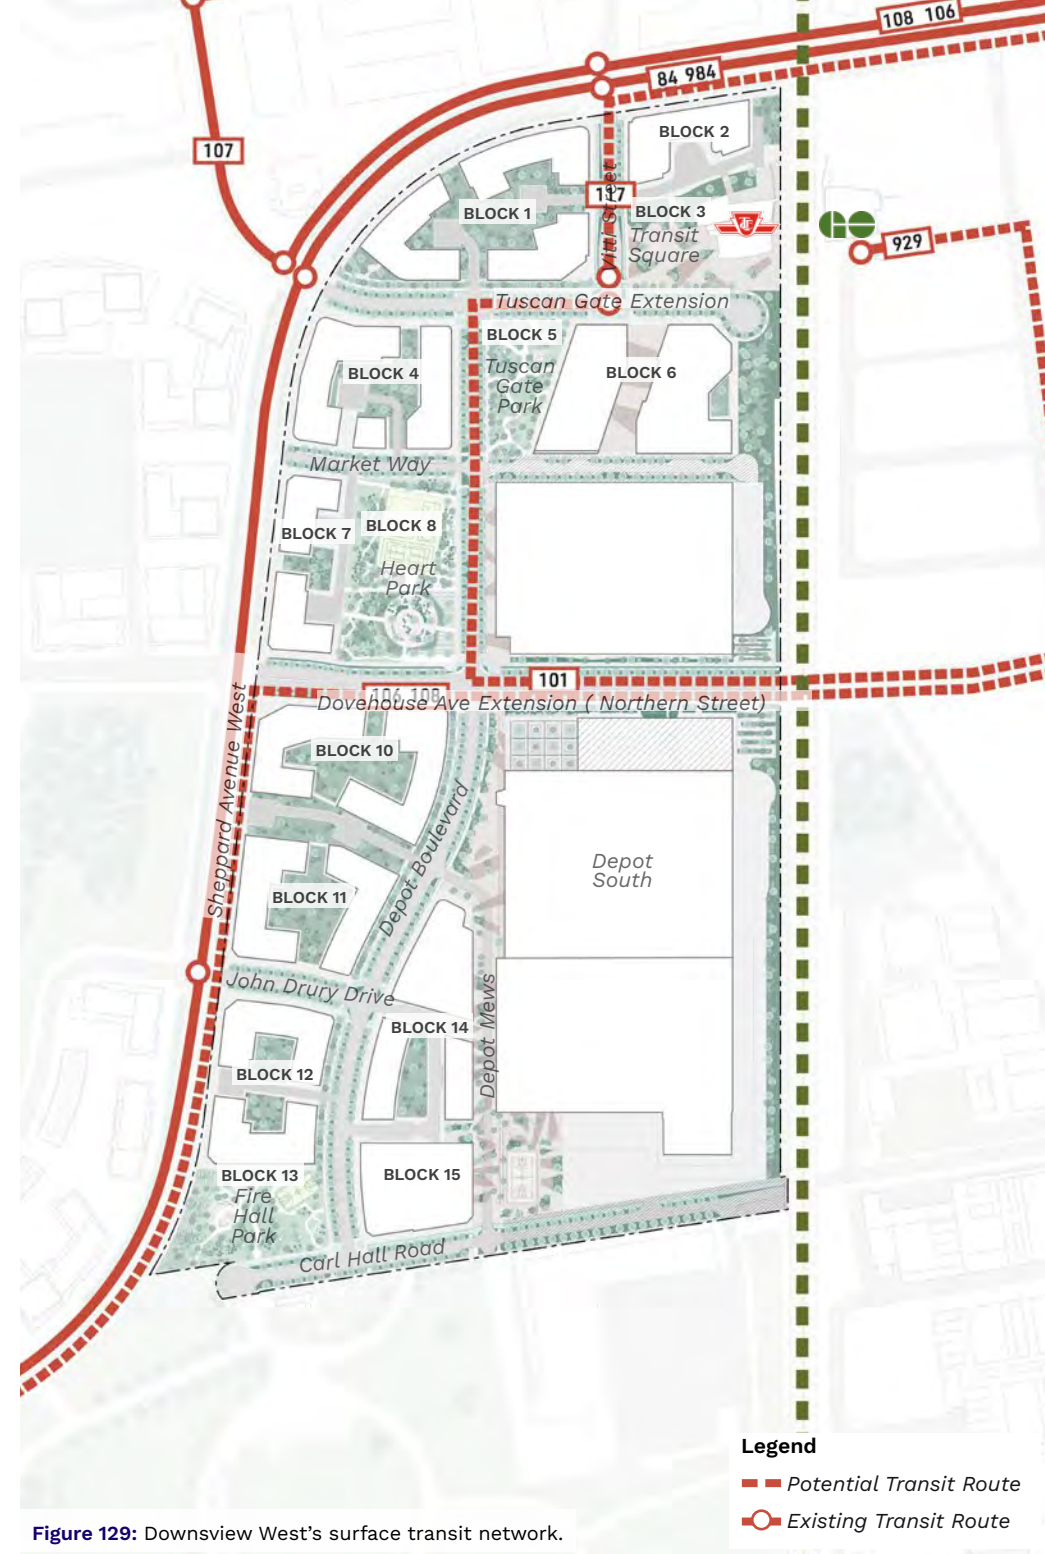 108 106
84 984
107
BLOCK 2
117
BLOCK 1
BLOCK 3
Vitti Street
Transit
Square
TTC
GO
929
Tuscan Gate Extension
BLOCK 5
BLOCK 4
Tuscan
Gate
Park
BLOCK 6
Market Way
BLOCK 7
BLOCK 8
Heart
Park
101
106 108
Dovehouse Ave Extension ( Northern Street)
Sheppard Avenue West
BLOCK 10
Depot Boulevard
Depot
South
BLOCK 11
John Drury Drive
Depot Mews
BLOCK 14
BLOCK 12
BLOCK 13
BLOCK 15
Fire
Hall
Park
Carl Hall Road
Legend
Potential Transit Route
Existing Transit Route
Figure 129: Downsview West's surface transit network.